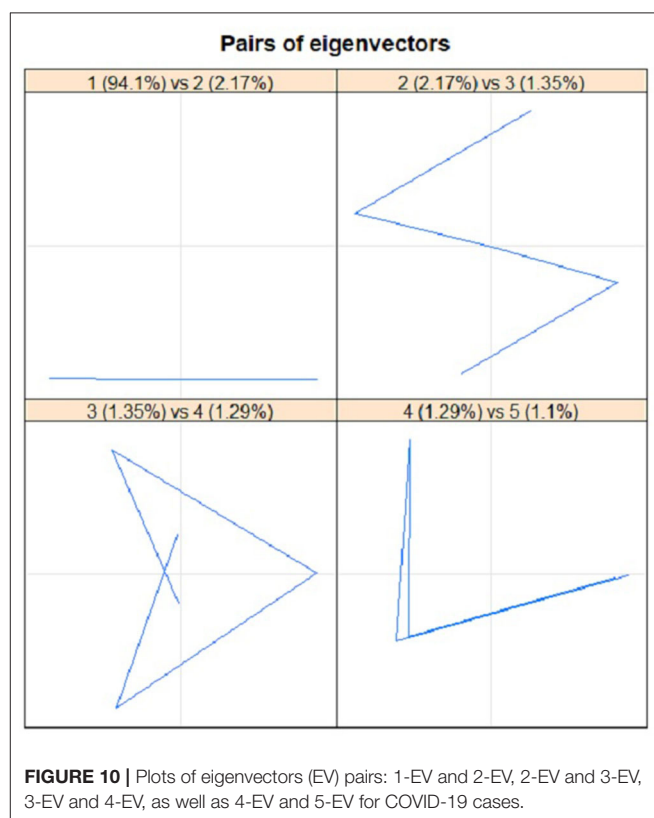 Pairs of eigenvectors
1 (94.1%) vs 2 (2.17%)
2 (2.17%) vs 3 (1.35%)
3 (1.35%) vs 4 (1.29%)
4 (1.29%) vs 5 (1.1%)
FIGURE 10 | Plots of eigenvectors (EV) pairs: 1-EV and 2-EV, 2-EV and 3-EV,
3-EV and 4-EV, as well as 4-EV and 5-EV for COVID-19 cases.